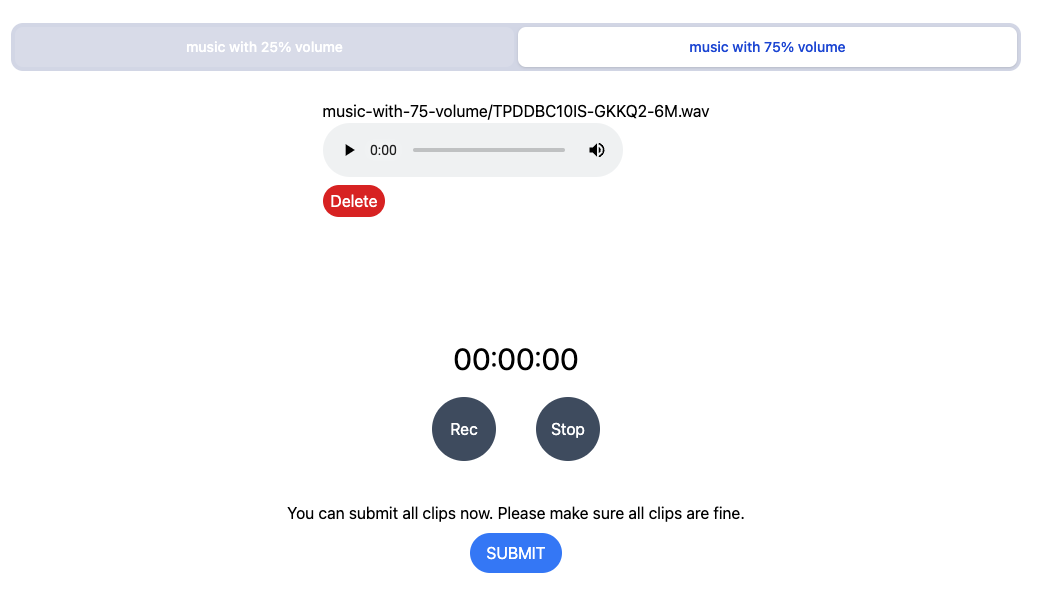 music with 25% volume
music with 75% volume
music-with-75-volume/TPDDBC10IS-GKKQ2-6M.wav
0:00
Delete
00:00:00
Rec
Stop
You can submit all clips now. Please make sure all clips are fine.
SUBMIT